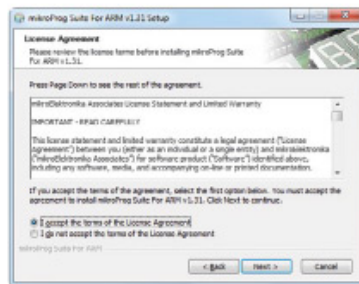 mikroProg Suite For ARM v1.31 Setup
License Agreement
Please review the license terms before installing mikroProg Suite
For ARM v1.31.
Press Page Down to see the rest of the agreement.
mikroElektronika Associates License Statement and Limited Warranty
IMPORTANT - READ CAREFULLY
This license statement and limited warranty constitute a legal agreement ("License
Agreement") between you (either as an individual or a single entity) and mikroElektronika
("mikroElektronika Associates") for software product ("Software") identified above,
including any software, media, and accompanying on-line or printed documentation.
If you accept the terms of the agreement, select the first option below. You must accept the
agreement to install mikroProg Suite For ARM v1.31. Click Next to continue.
I accept the terms of the License Agreement
I do not accept the terms of the License Agreement
mikroProg Suite For ARM
< Back Next > Cancel